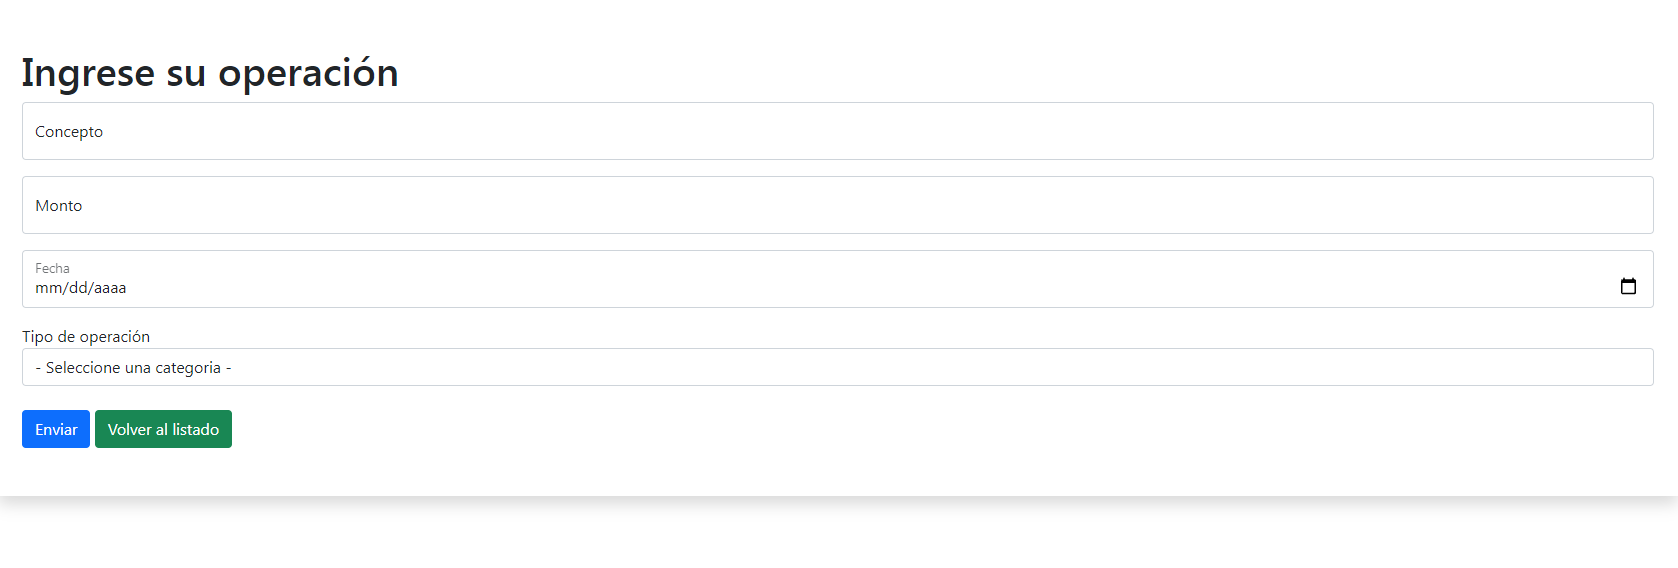 Ingrese su operación
Concepto
Monto
Fecha
mm/dd/aaaa
Tipo de operación
- Seleccione una categoria -
Enviar Volver al listado